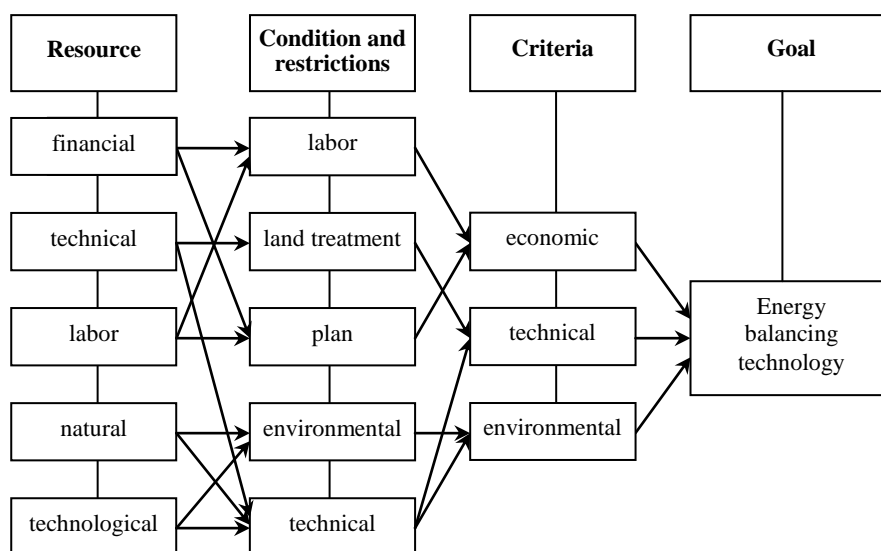 Resource
Condition and
restrictions
Criteria
Goal
financial
technical
labor
natural
technological
labor
land treatment
plan
environmental
technical
economic
technical
environmental
Energy
balancing
technology